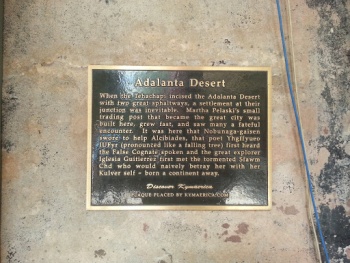 Adalanta Desert
When the Tehachapi incised the Adalanta Desert
with two great sphaltways, a settlement at their
junction was inevitable. Martha Pelaski's small
trading post that became the great city was
built here, grew fast, and saw many a fateful
encounter. It was here that Nobunaga-gaisen
swore to help Alcibiades, that poet Yhgllyueo
lUFyr (pronounced like a falling tree) first heard
the False Cognate spoken and the great explorer
Iglesia Guitierrez first met the tormented Slawm
Chd who would naively betray her with her
Kulver self - born a continent away.
Discover Kymaerica
PLAQUE PLACED BY KYMAERICA.COM